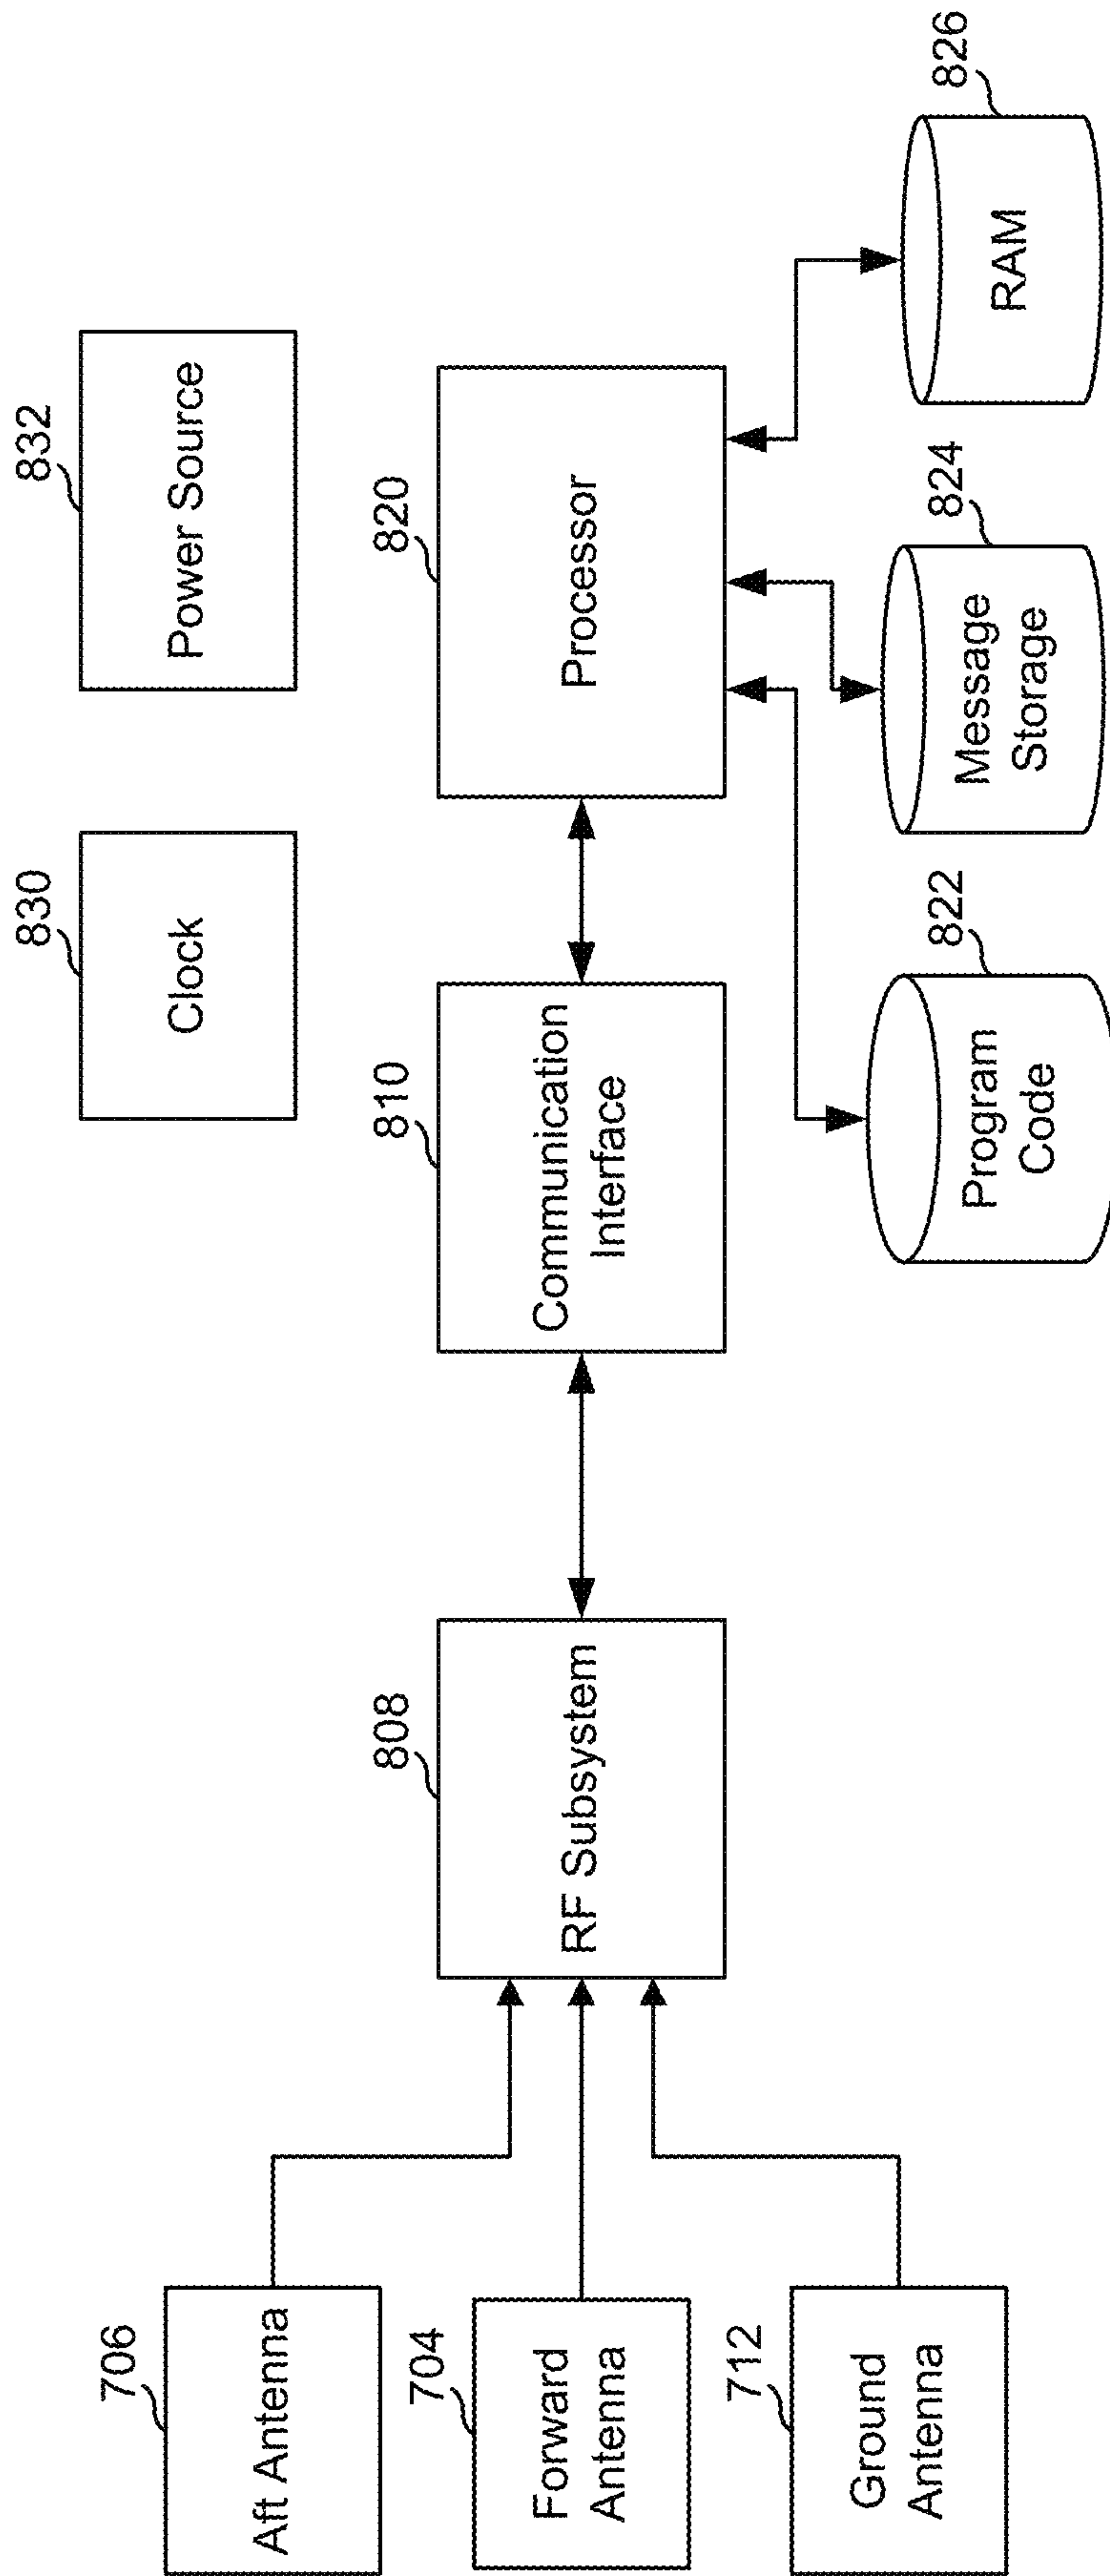 706
Aft Antenna
704
Forward
Antenna
712
Ground
Antenna
808
RF Subsystem
810
Communication
Interface
830
Clock
832
Power Source
820
Processor
822
Program
Code
824
Message
Storage
826
RAM